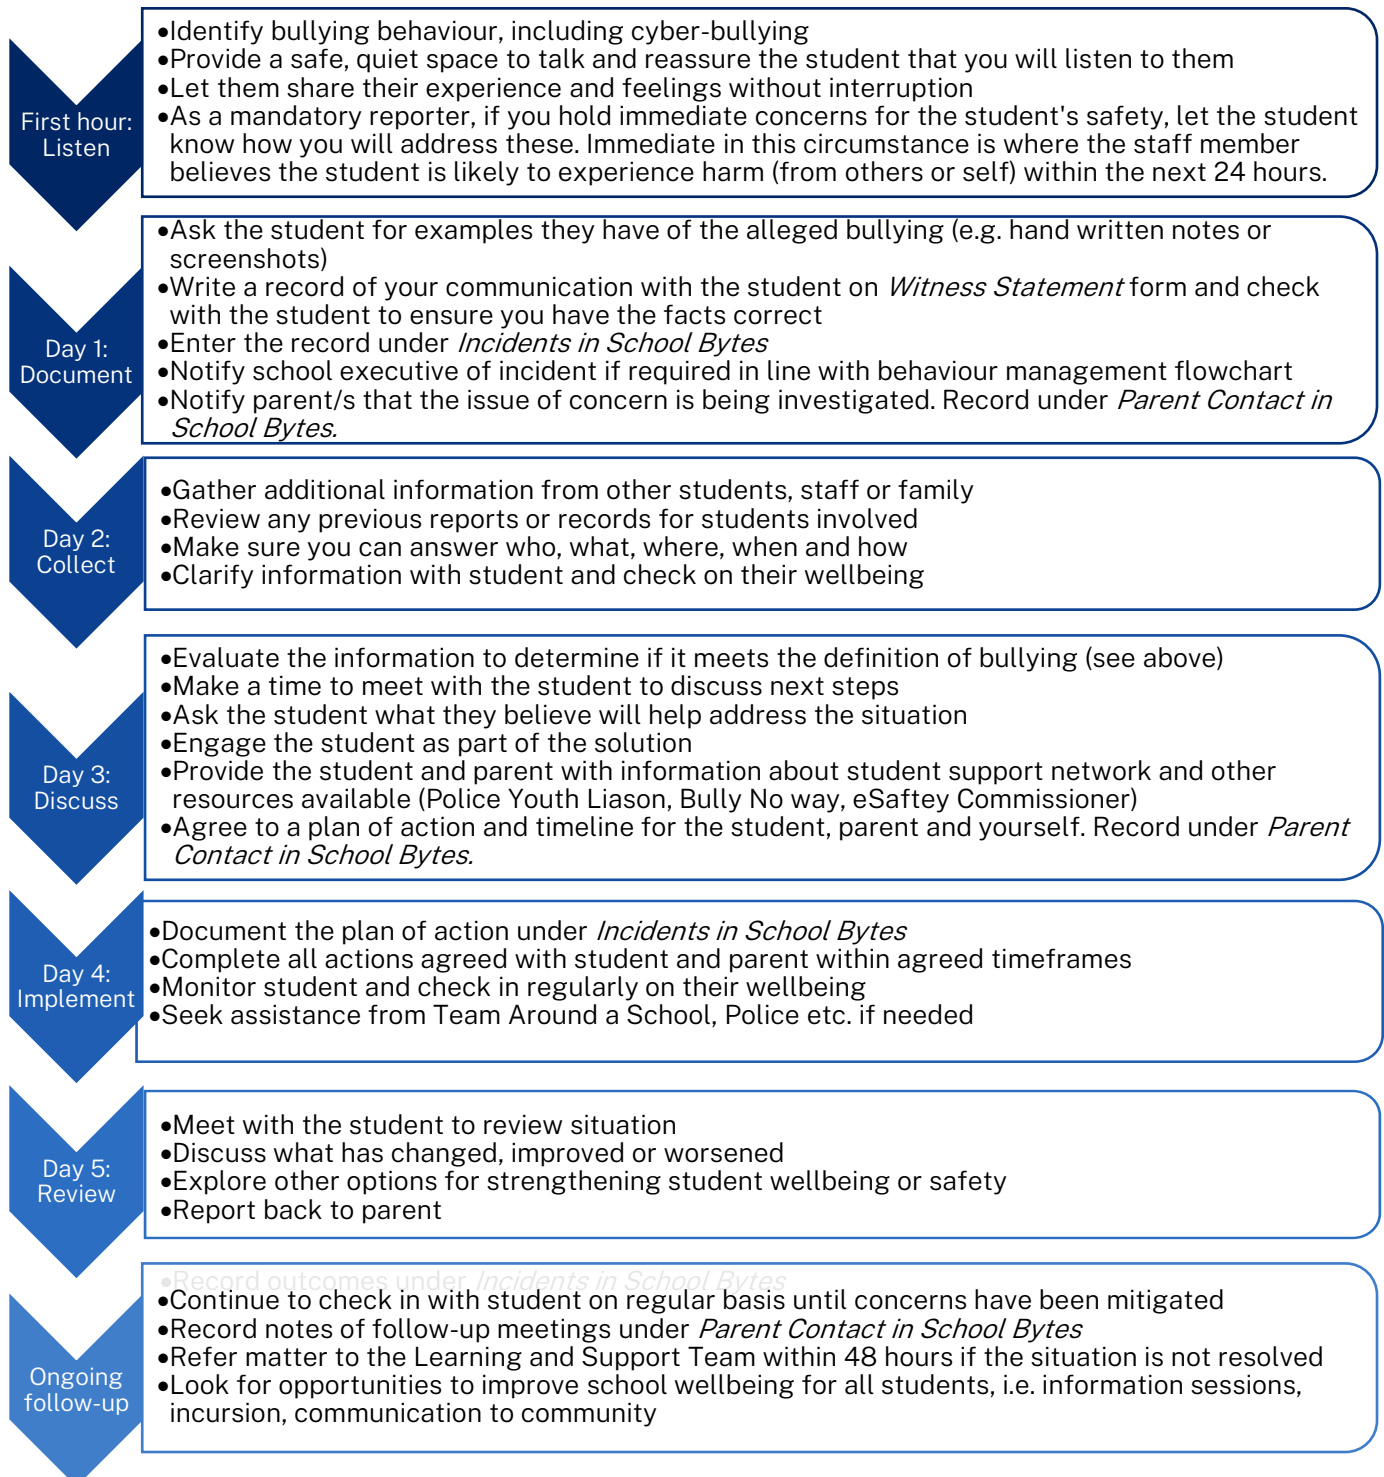 First hour:
Listen
•Identify bullying behaviour, including cyber-bullying
•Provide a safe, quiet space to talk and reassure the student that you will listen to them
•Let them share their experience and feelings without interruption
•As a mandatory reporter, if you hold immediate concerns for the student's safety, let the student
know how you will address these. Immediate in this circumstance is where the staff member
believes the student is likely to experience harm (from others or self) within the next 24 hours.
Day 1:
Document
•Ask the student for examples they have of the alleged bullying (e.g. hand written notes or
screenshots)
•Write a record of your communication with the student on Witness Statement form and check
with the student to ensure you have the facts correct
•Enter the record under Incidents in School Bytes
•Notify school executive of incident if required in line with behaviour management flowchart
•Notify parent/s that the issue of concern is being investigated. Record under Parent Contact in
School Bytes.
Day 2:
Collect
•Gather additional information from other students, staff or family
•Review any previous reports or records for students involved
•Make sure you can answer who, what, where, when and how
•Clarify information with student and check on their wellbeing
Day 3:
Discuss
•Evaluate the information to determine if it meets the definition of bullying (see above)
•Make a time to meet with the student to discuss next steps
•Ask the student what they believe will help address the situation
•Engage the student as part of the solution
•Provide the student and parent with information about student support network and other
resources available (Police Youth Liason, Bully No way, eSaftey Commissioner)
•Agree to a plan of action and timeline for the student, parent and yourself. Record under Parent
Contact in School Bytes.
Day 4:
Implement
•Document the plan of action under Incidents in School Bytes
•Complete all actions agreed with student and parent within agreed timeframes
•Monitor student and check in regularly on their wellbeing
•Seek assistance from Team Around a School, Police etc. if needed
Day 5:
Review
•Meet with the student to review situation
•Discuss what has changed, improved or worsened
•Explore other options for strengthening student wellbeing or safety
•Report back to parent
•Record outcomes under Incidents in School Bytes
Ongoing
follow-up
•Continue to check in with student on regular basis until concerns have been mitigated
•Record notes of follow-up meetings under Parent Contact in School Bytes
•Refer matter to the Learning and Support Team within 48 hours if the situation is not resolved
•Look for opportunities to improve school wellbeing for all students, i.e. information sessions,
incursion, communication to community